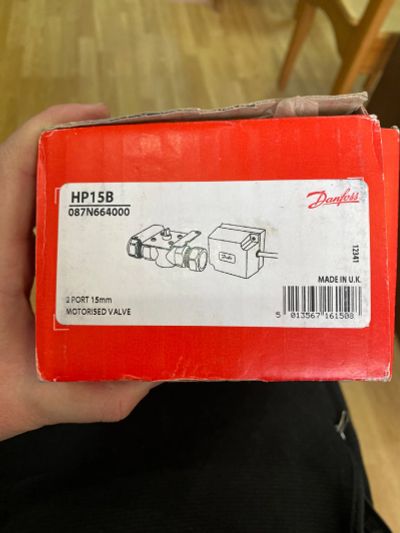 HP15B
087N664000
Danfoss
12341
MADE IN U.K.
2 PORT 15mm
MOTORISED VALVE
5 013567 161508